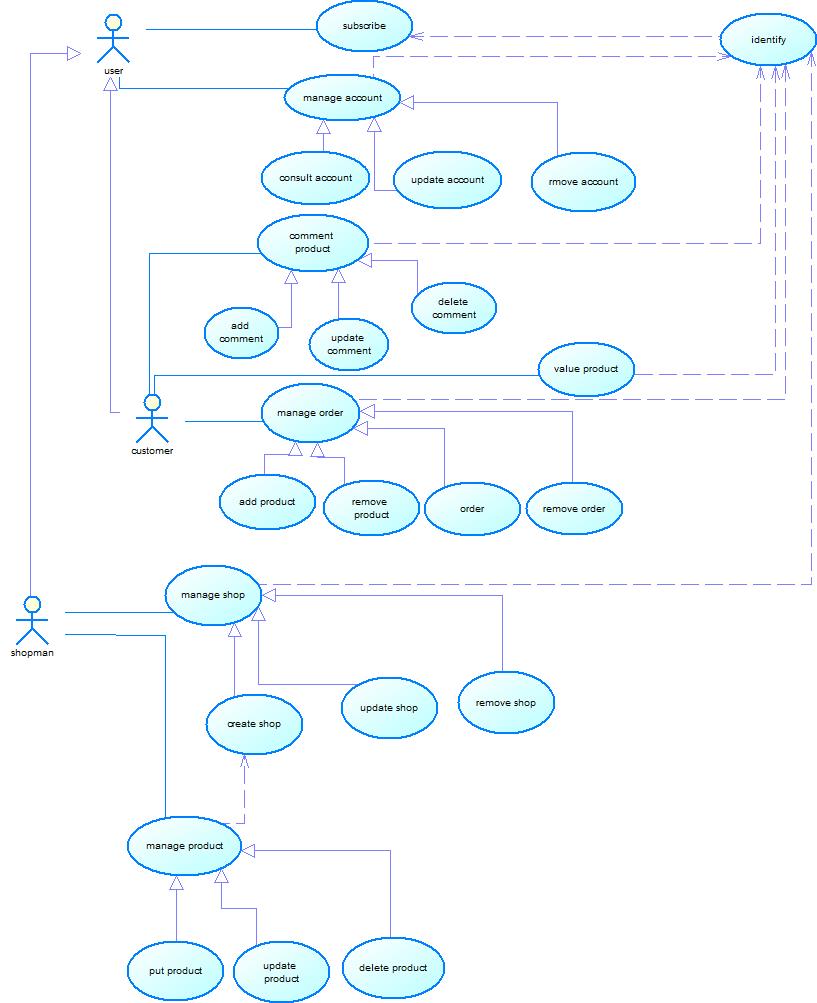 subscribe
identify
user
manage account
consult account
update account
rmove account
comment
product
delete
comment
add
comment
update
comment
value product
manage order
customer
add product
remove
product
order
remove order
manage shop
shopman
update shop
remove shop
create shop
manage product
put product
update
product
delete product